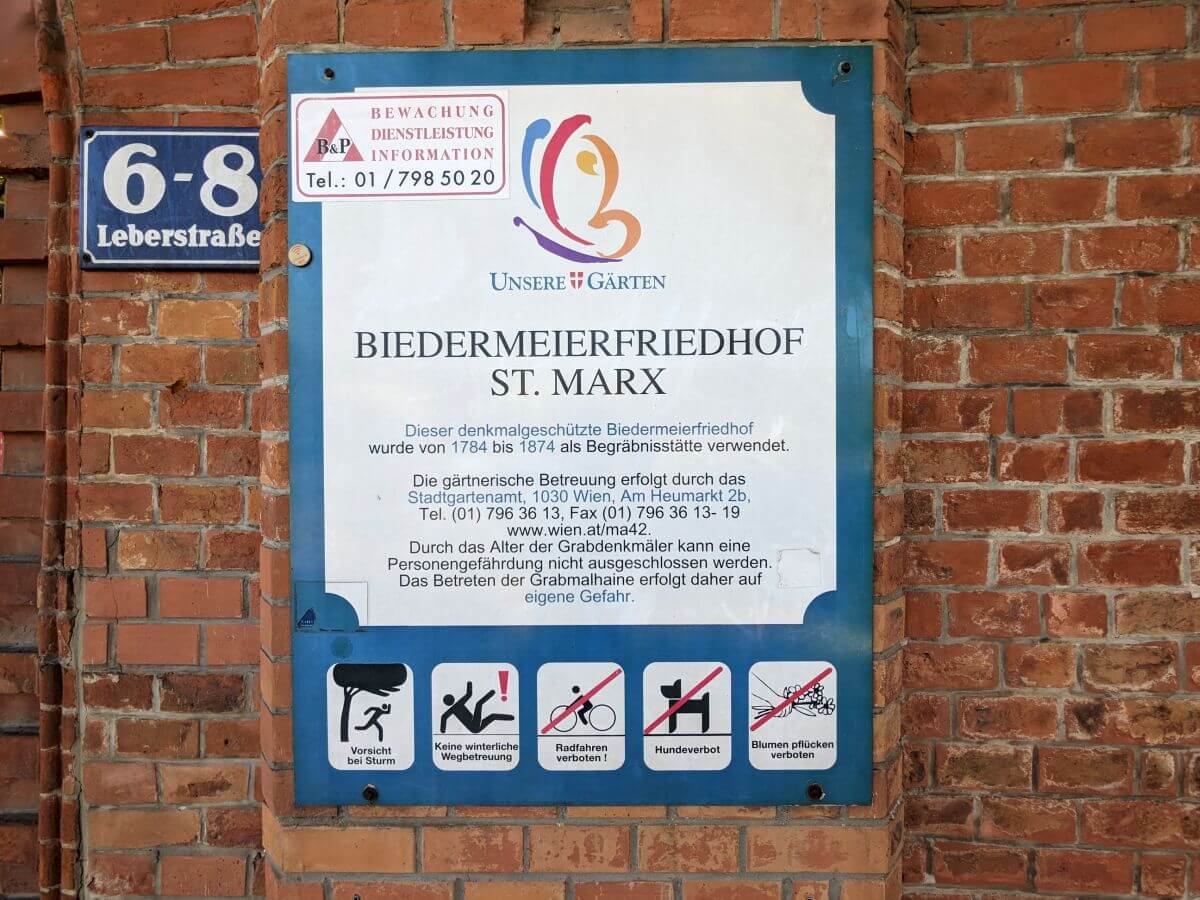 6-8
Leberstraße
B&P
BEWACHUNG
DIENSTLEISTUNG
INFORMATION
Tel.: 01 / 798 50 20
UNSERE GÄRTEN
BIEDERMEIERFRIEDHOF
ST. MARX
Dieser denkmalgeschützte Biedermeierfriedhof
wurde von 1784 bis 1874 als Begräbnisstätte verwendet.
Die gärtnerische Betreuung erfolgt durch das
Stadtgartenamt, 1030 Wien, Am Heumarkt 2b,
Tel. (01) 796 36 13, Fax (01) 796 36 13- 19
www.wien.at/ma42.
Durch das Alter der Grabdenkmäler kann eine
Personengefährdung nicht ausgeschlossen werden.
Das Betreten der Grabmalhaine erfolgt daher auf
eigene Gefahr.
Vorsicht
bei Sturm
Keine winterliche
Wegbetreuung
Radfahren
verboten !
Hundeverbot
Blumen pflücken
verboten